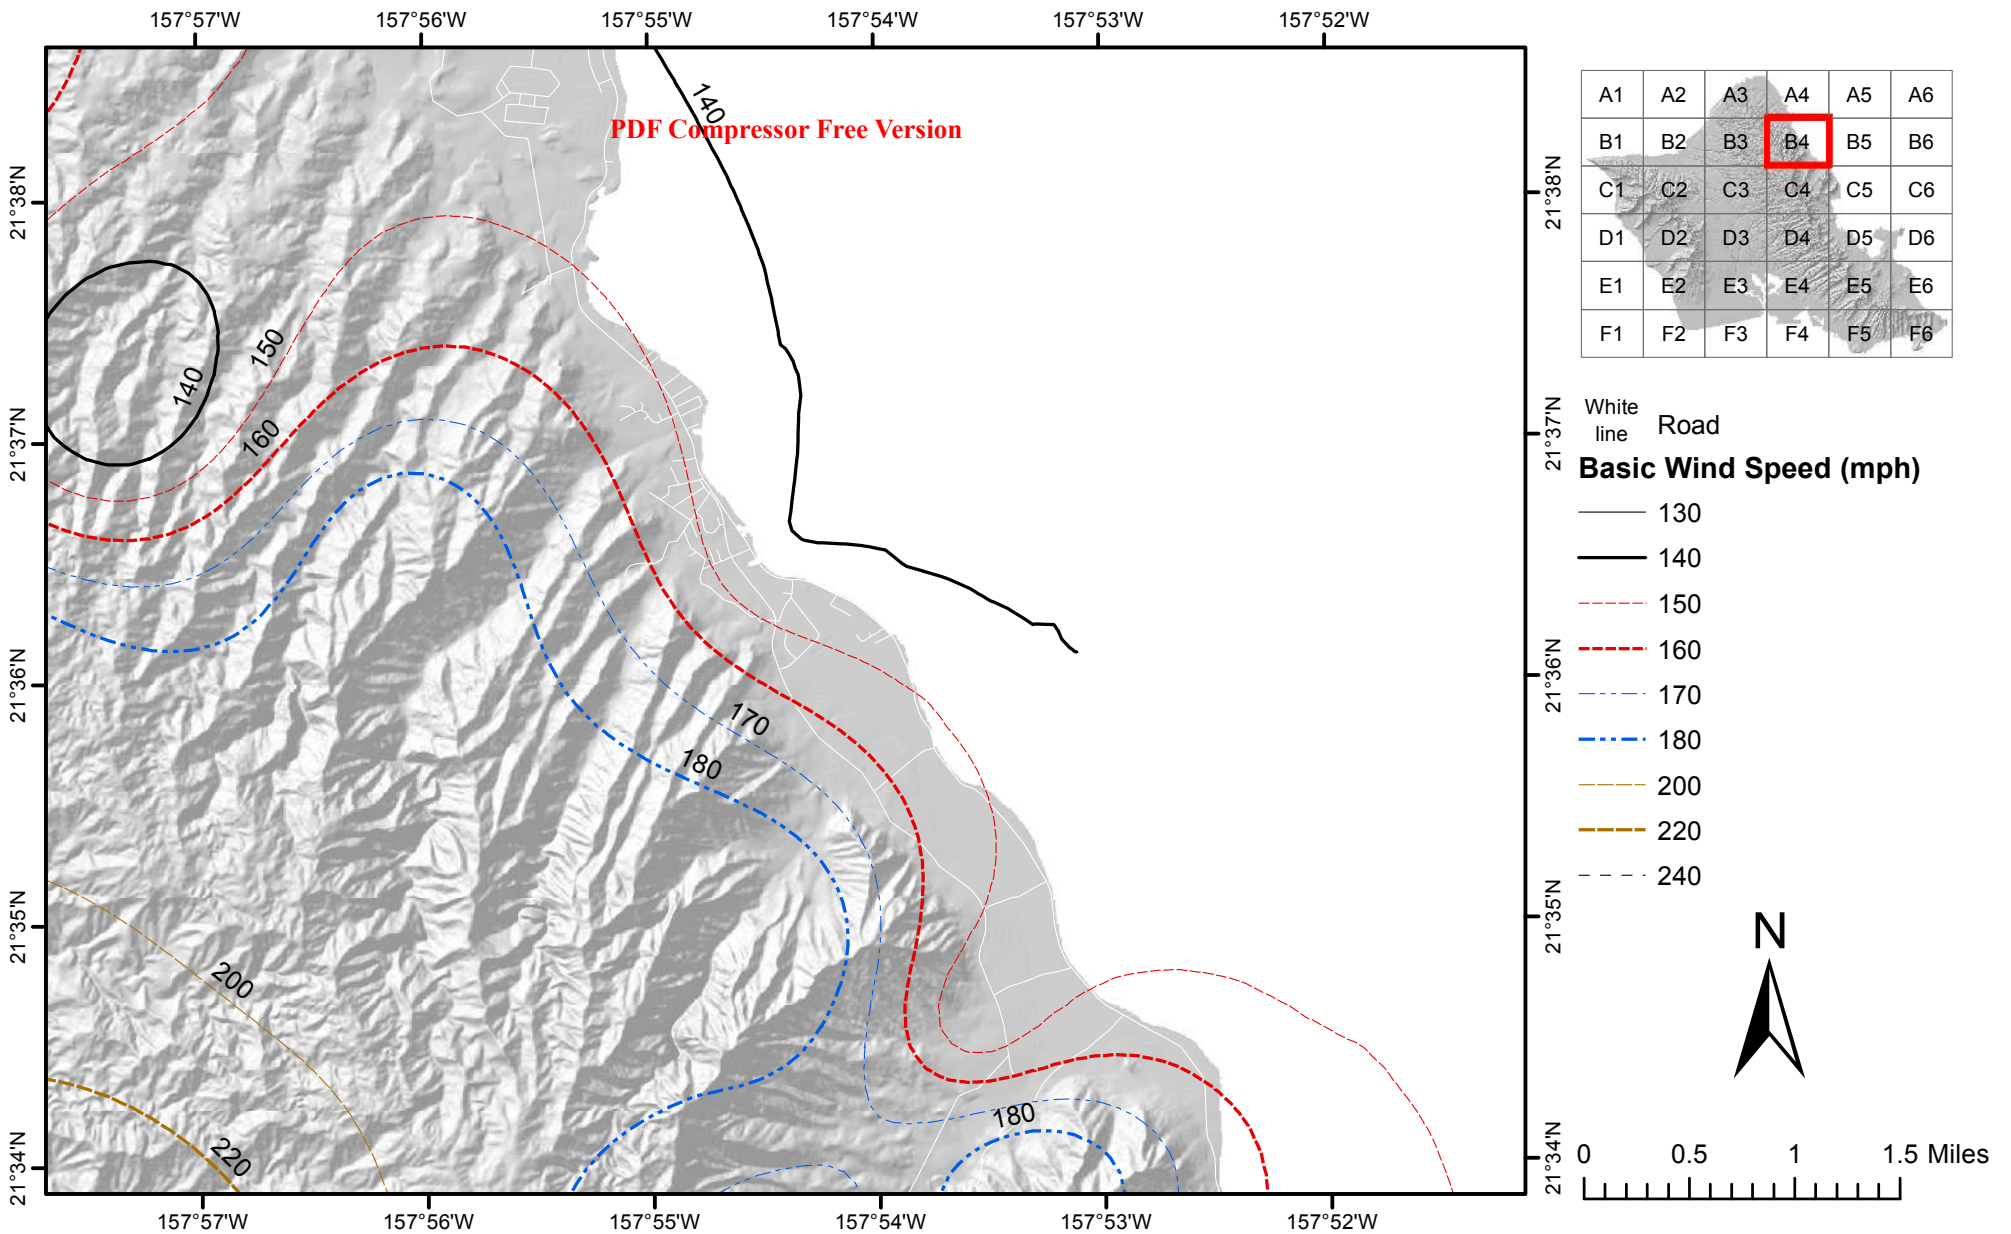 157°57'W 157°56'W 157°55'W 157°54'W 157°53'W 157°52'W
140
PDF Compressor Free Version
21°38'N
21°38'N
150
140
160
21°37'N
21°37'N
21°36'N
21°36'N
170
180
21°35'N
21°35'N
200
180
220
21°34'N
21°34'N
157°57'W 157°56'W 157°55'W 157°54'W 157°53'W 157°52'W
A1 A2 A3 A4 A5 A6
B1 B2 B3 B4 B5 B6
C1 C2 C3 C4 C5 C6
D1 D2 D3 D4 D5 D6
E1 E2 E3 E4 E5 E6
F1 F2 F3 F4 F5 F6
White
line
Road
Basic Wind Speed (mph)
130
140
150
160
170
180
200
220
240
N
0 0.5 1 1.5 Miles